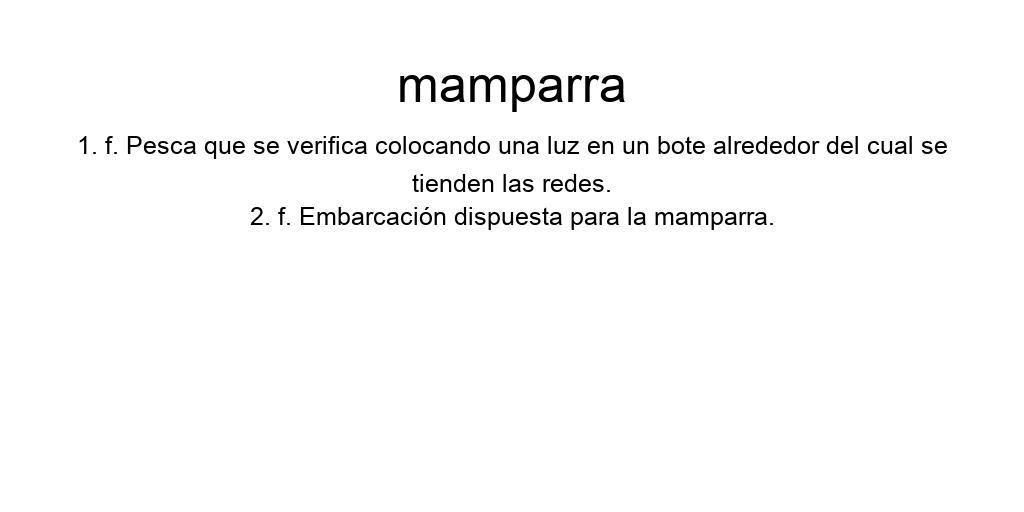 mamparra
1. f. Pesca que se verifica colocando una luz en un bote alrededor del cual se
tienden las redes.
2. f. Embarcación dispuesta para la mamparra.